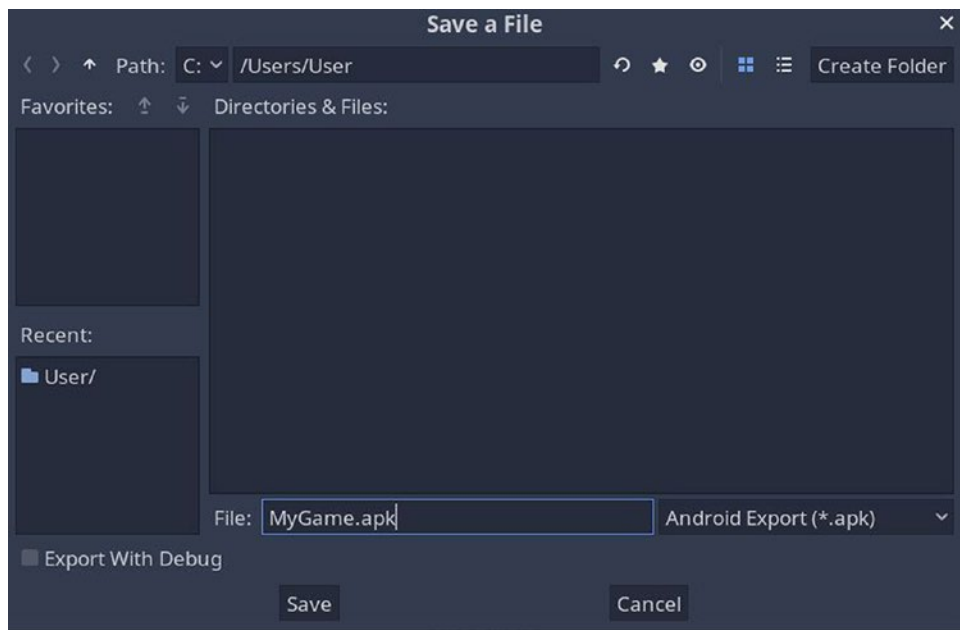 Save a File
Path: C: /Users/User Create Folder
Favorites: Directories & Files:
Recent:
User/
File: MyGame.apk Android Export (*.apk)
Export With Debug
Save Cancel